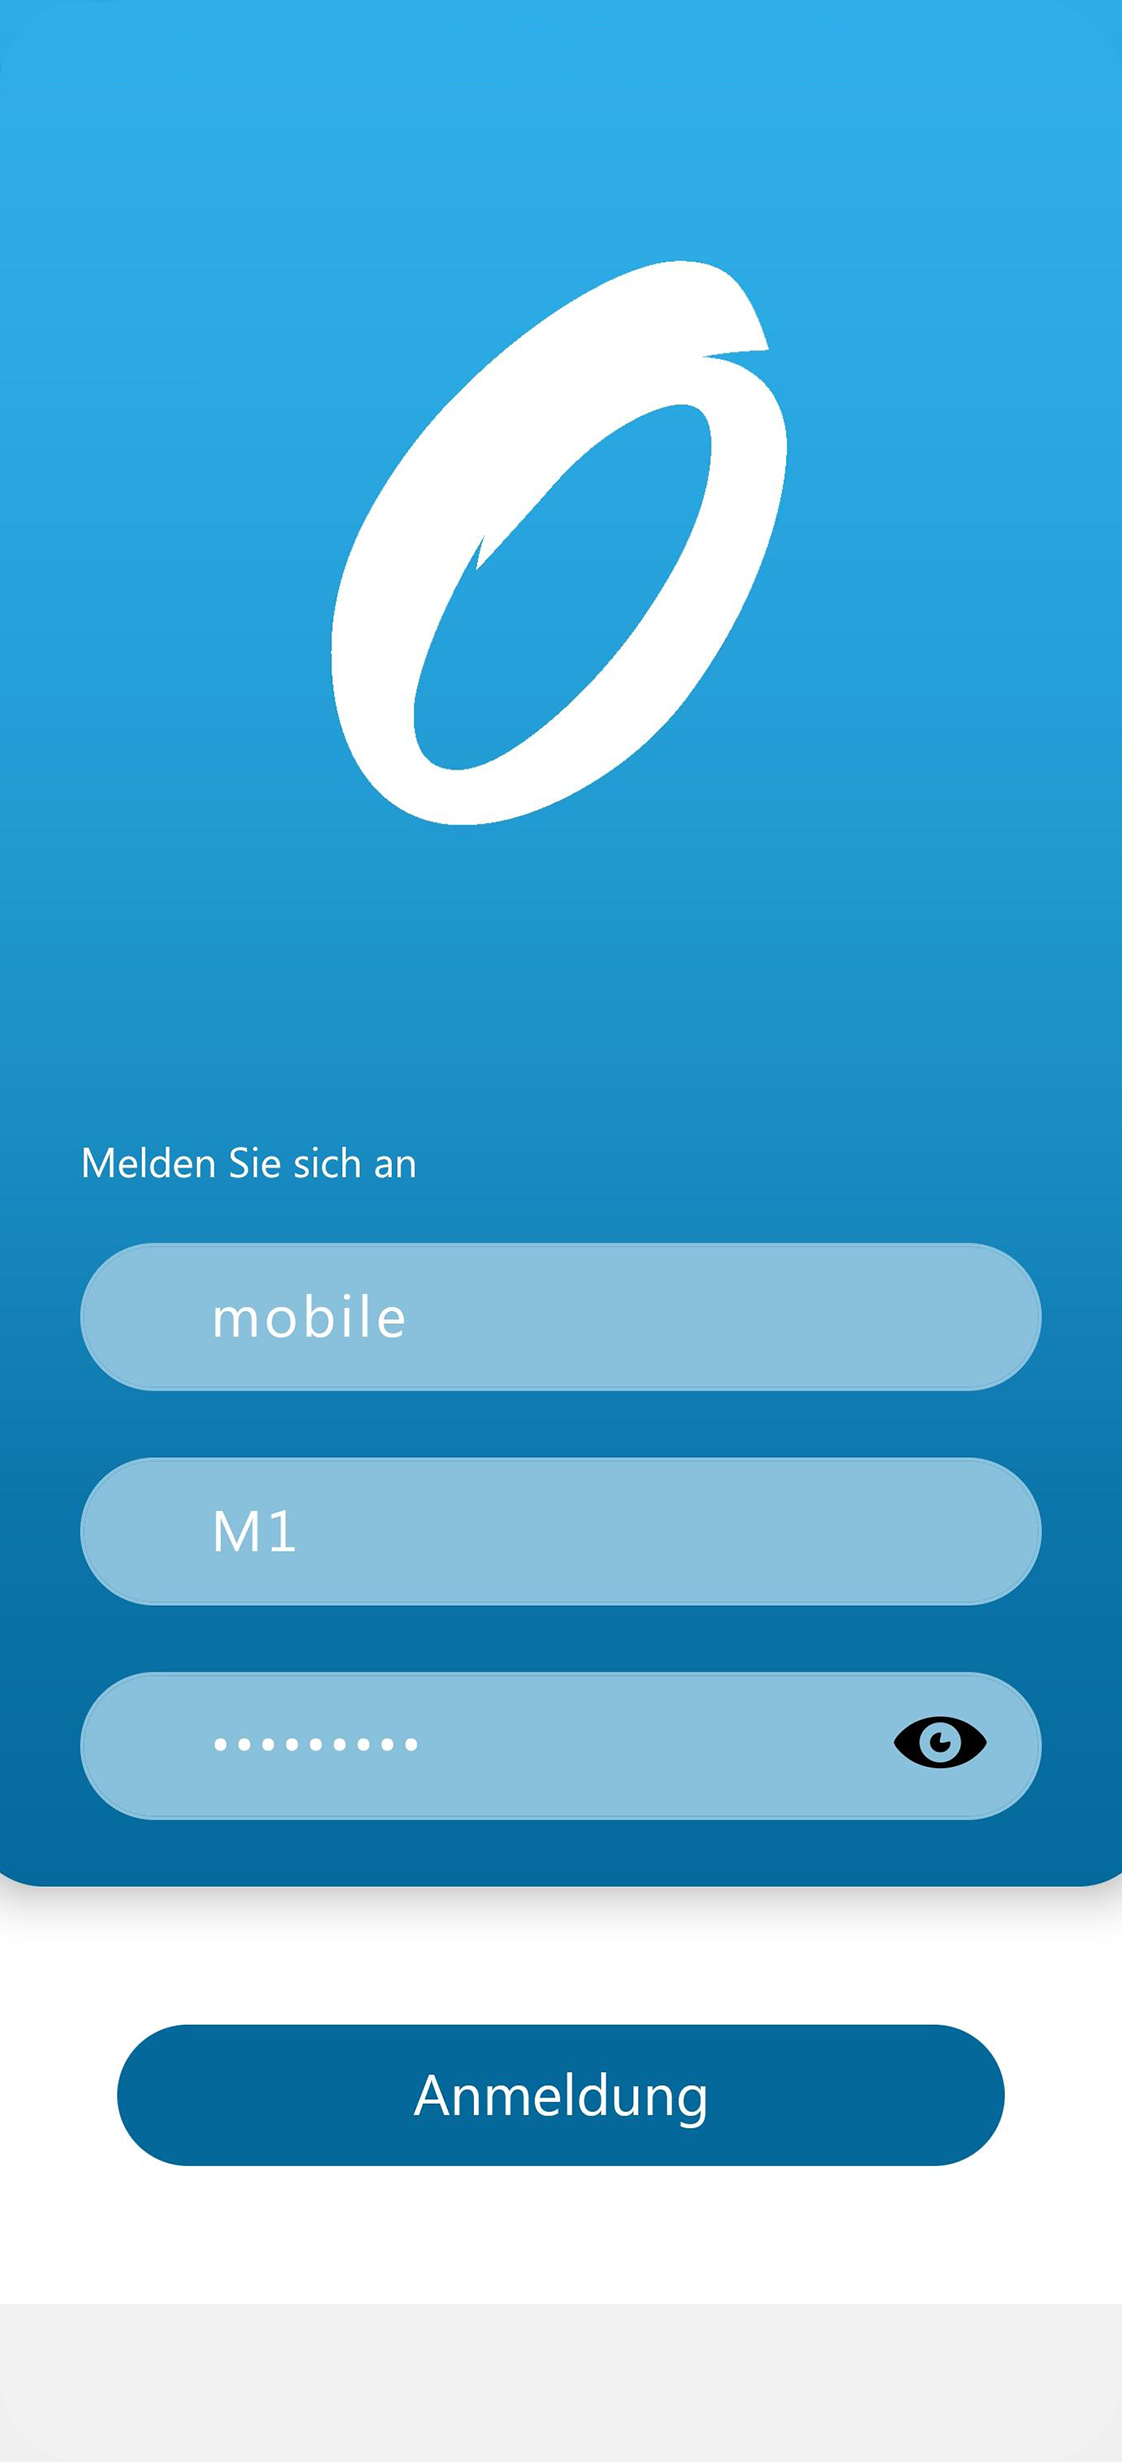 O
Melden Sie sich an
mobile
M1
•••••••••
Anmeldung